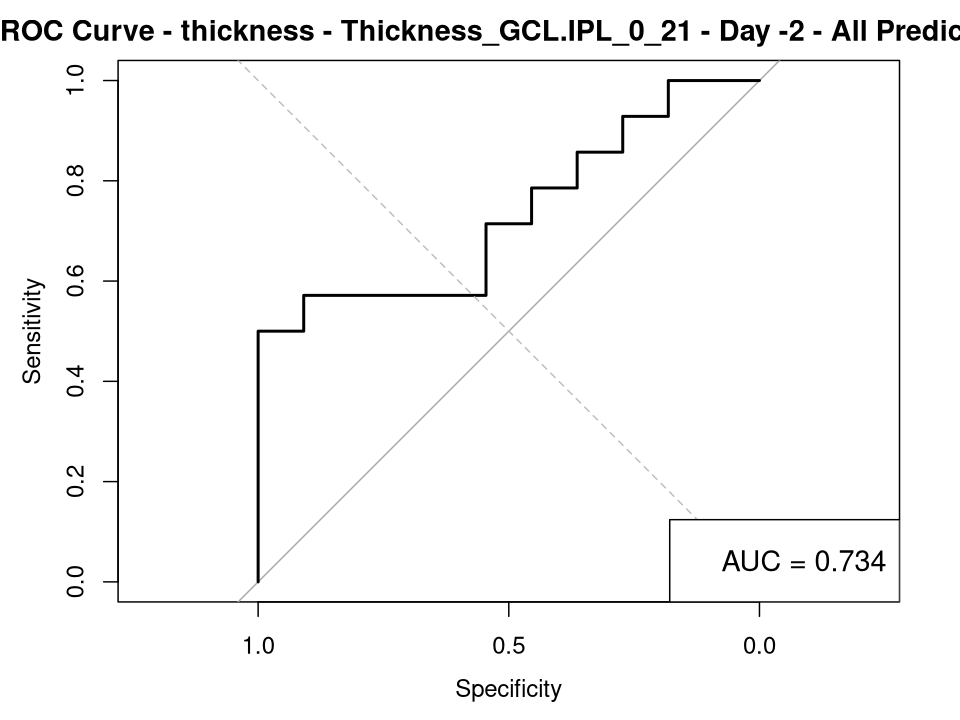 ROC Curve - thickness - Thickness_GCL.IPL_0_21 - Day -2 - All Predic
1.0
0.8
0.6
0.4
0.2
0.0
Sensitivity
AUC = 0.734
1.0 0.5 0.0
Specificity